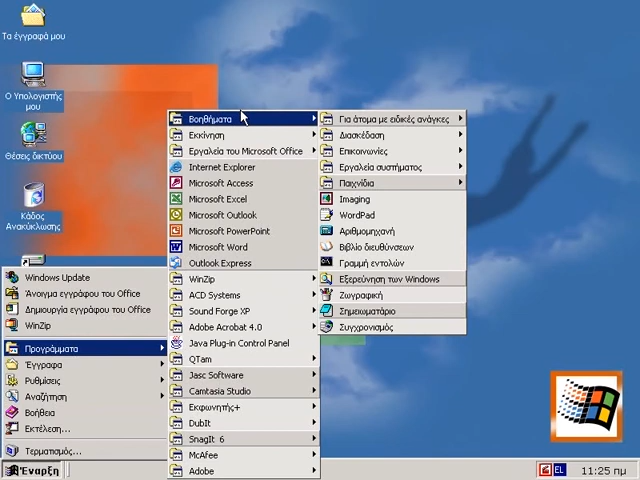 Τα έγγραφά μου
Ο Υπολογιστής μου
Θέσεις δικτύου
Κάδος
Ανακύκλωσης
Windows Update
Άνοιγμα εγγράφου του Office
Δημιουργία εγγράφου του Office
WinZip
Προγράμματα
Έγγραφα
Ρυθμίσεις
Αναζήτηση
Βοήθεια
Εκτέλεση...
Τερματισμός...
Βοηθήματα
Εκκίνηση
Εργαλεία του Microsoft Office
Internet Explorer
Microsoft Access
Microsoft Excel
Microsoft Outlook
Microsoft PowerPoint
Microsoft Word
Outlook Express
WinZip
ACD Systems
Sound Forge XP
Adobe Acrobat 4.0
Java Plug-in Control Panel
QTam
Jasc Software
Camtasia Studio
Εκφωνητής+
DubIt
SnagIt 6
McAfee
Adobe
Για άτομα με ειδικές ανάγκες
Διασκέδαση
Επικοινωνίες
Εργαλεία συστήματος
Παιχνίδια
Imaging
WordPad
Αριθμομηχανή
Βιβλίο διευθύνσεων
Γραμμή εντολών
Εξερεύνηση των Windows
Ζωγραφική
Σημειωματάριο
Συγχρονισμός
Έναρξη
EL
11:25 πμ